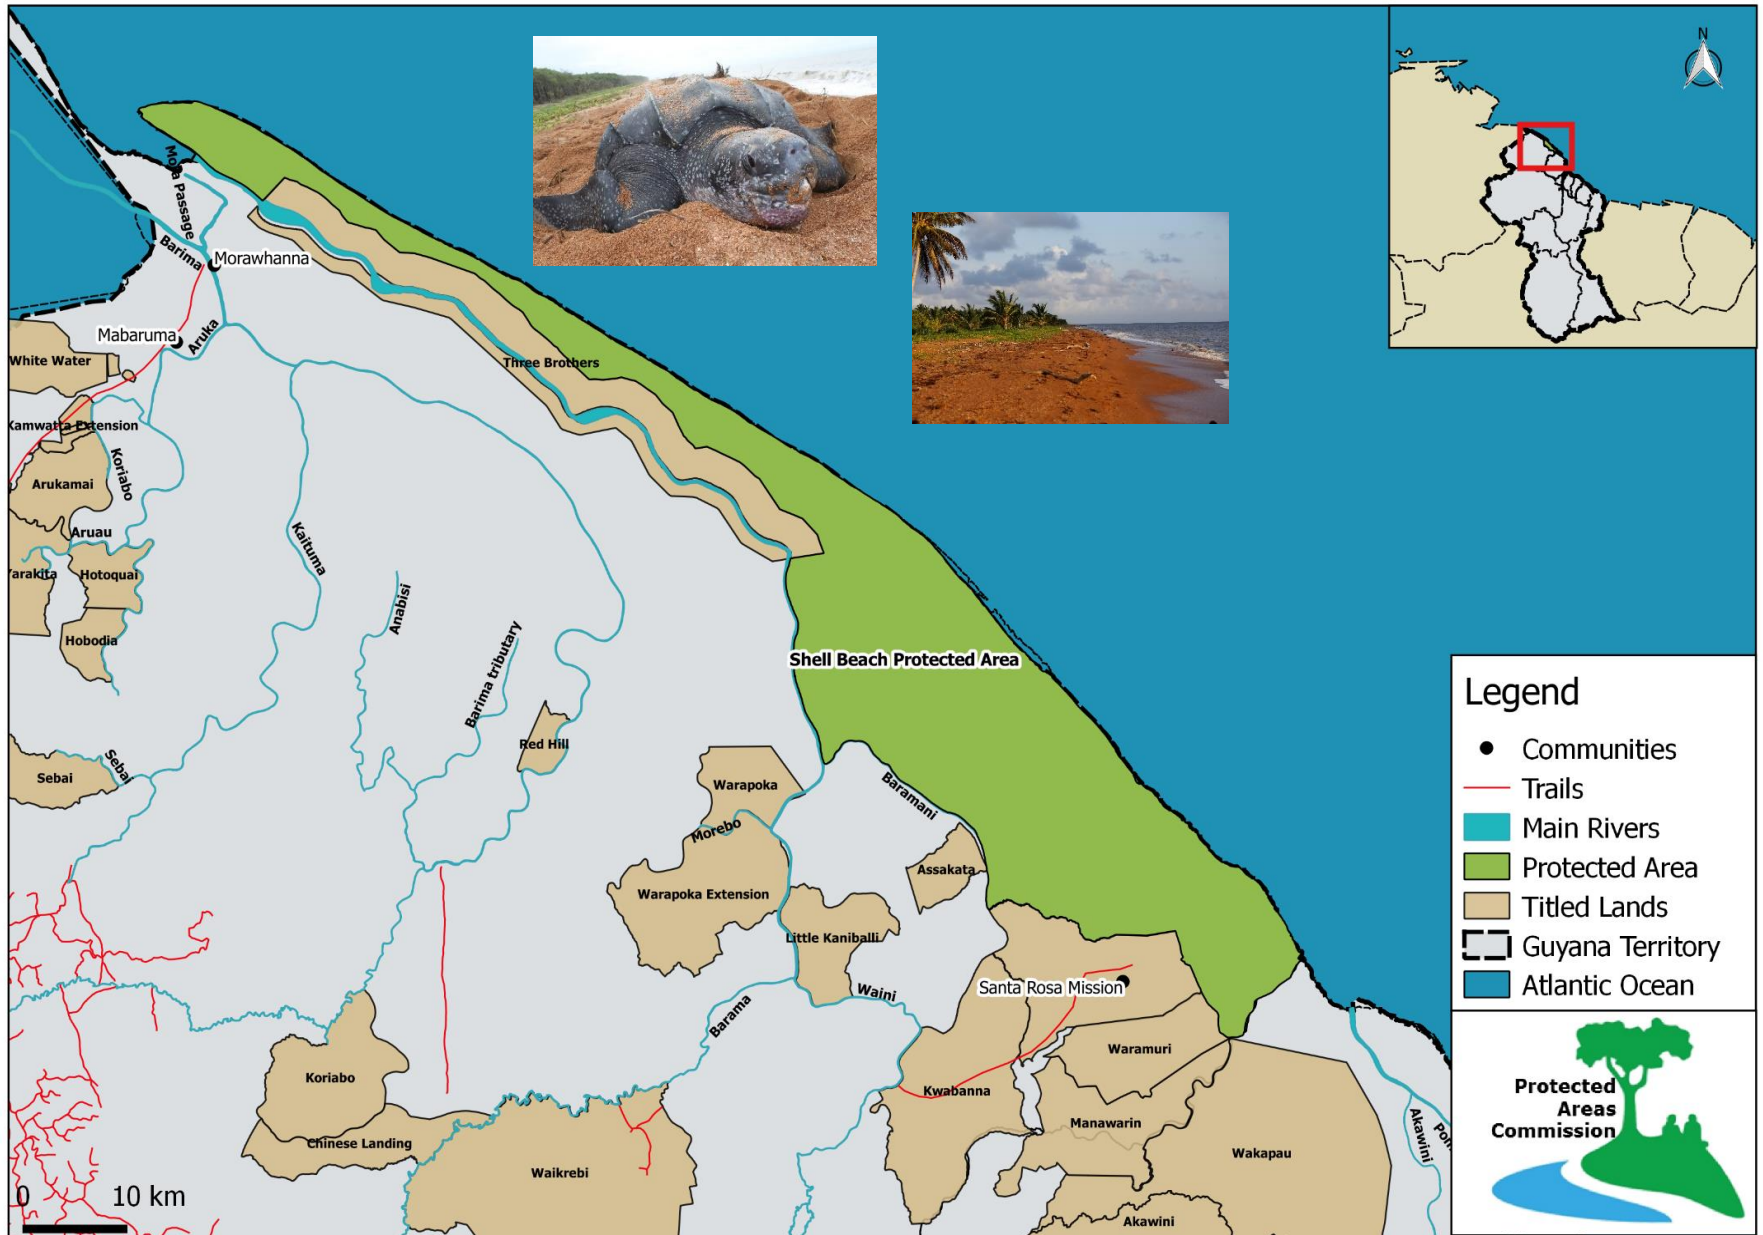 N
Mora Passage
Barima
Morawhanna
Mabaruma
Aruka
White Water
Three Brothers
Kamwatta Extension
Koriabo
Arukamai
Aruau
Kaituma
Yarakita
Hotoquai
Anabisi
Hobodia
Barima tributary
Shell Beach Protected Area
Red Hill
Sebai
Sebai
Warapoka
Baramani
Morebo
Assakata
Warapoka Extension
Little Kaniballi
Santa Rosa Mission
Waini
Barama
Waramuri
Koriabo
Kwabanna
Manawarin
Chinese Landing
Wakapau
Waikrebi
Akawini
Akawini
0 10 km
Legend
Communities
Trails
Main Rivers
Protected Area
Titled Lands
Guyana Territory
Atlantic Ocean
Protected
Areas
Commission